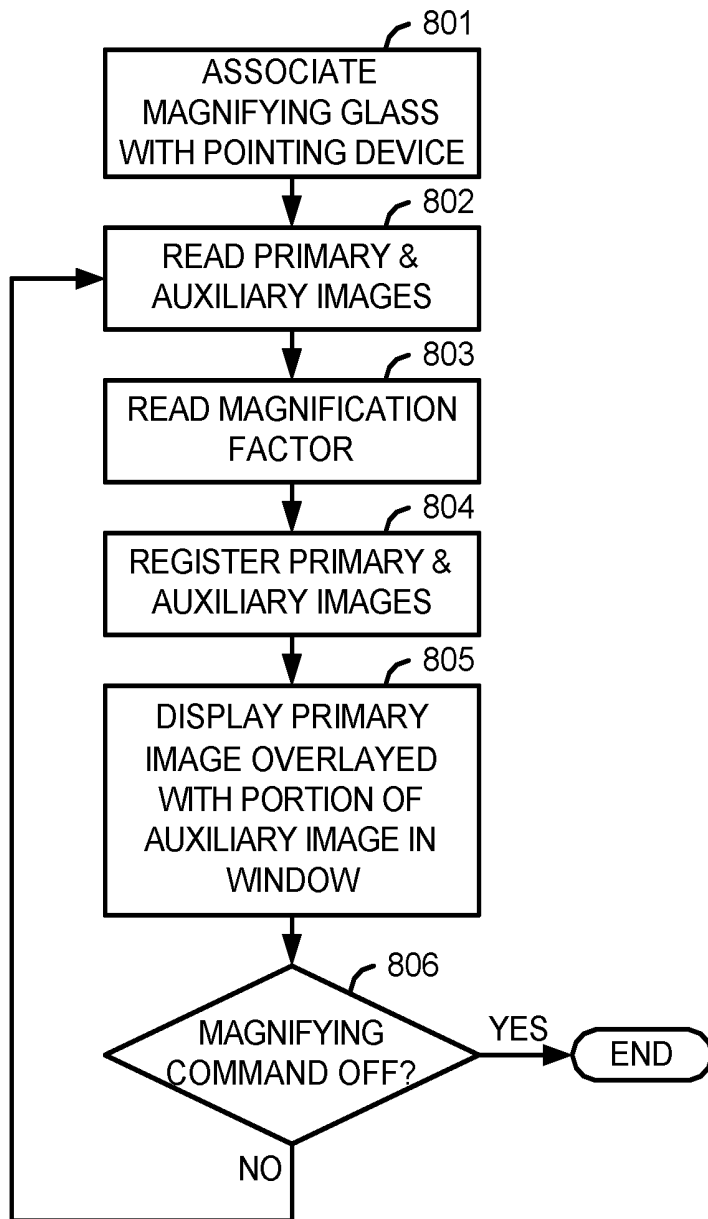 801
ASSOCIATE
MAGNIFYING GLASS
WITH POINTING DEVICE
802
READ PRIMARY &
AUXILIARY IMAGES
803
READ MAGNIFICATION
FACTOR
804
REGISTER PRIMARY &
AUXILIARY IMAGES
805
DISPLAY PRIMARY
IMAGE OVERLAYED
WITH PORTION OF
AUXILIARY IMAGE IN
WINDOW
806
MAGNIFYING
COMMAND OFF?
YES
END
NO